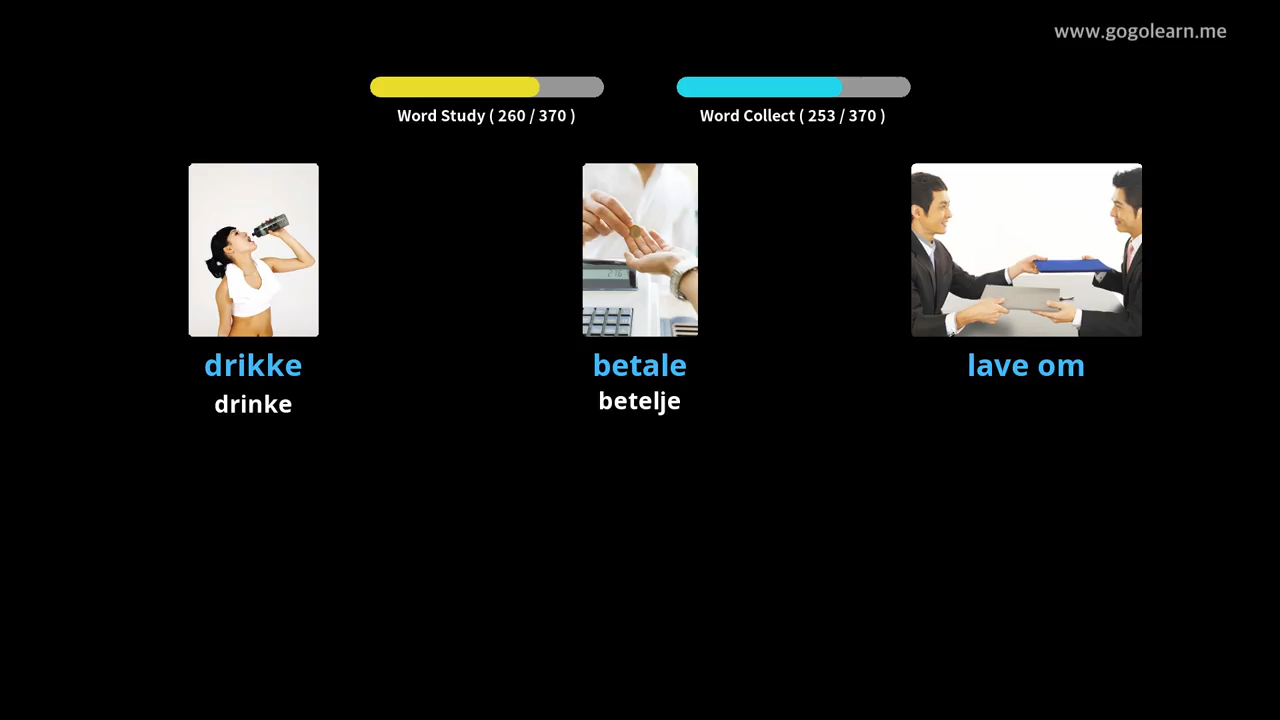 www.gogolearn.me
Word Study ( 260 / 370 )
Word Collect ( 253 / 370 )
drikke
drinke
betale
betelje
lave om